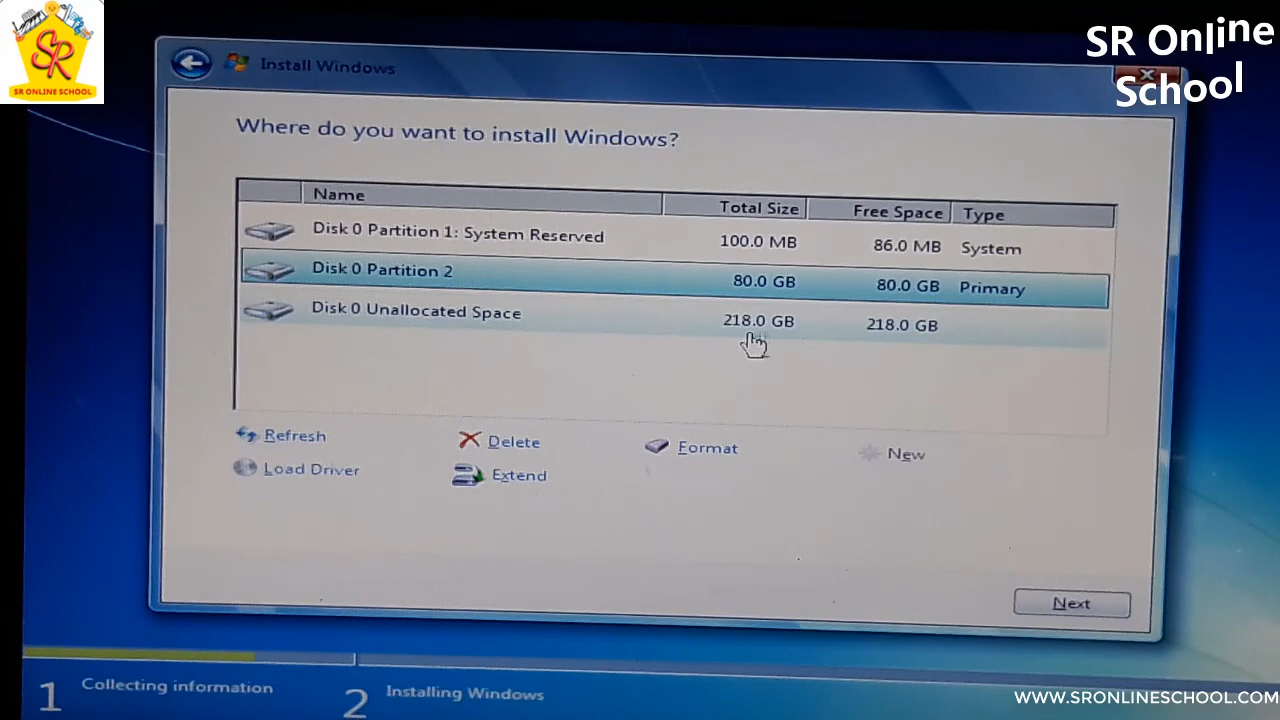 SR
SR ONLINE SCHOOL
SR Online
School
Install Windows
Where do you want to install Windows?
Name Total Size Free Space Type
Disk 0 Partition 1: System Reserved 100.0 MB 86.0 MB System
Disk 0 Partition 2 80.0 GB 80.0 GB Primary
Disk 0 Unallocated Space 218.0 GB 218.0 GB
Refresh Delete Format New
Load Driver Extend
Next
1 Collecting information 2 Installing Windows
WWW.SRONLINESCHOOL.COM